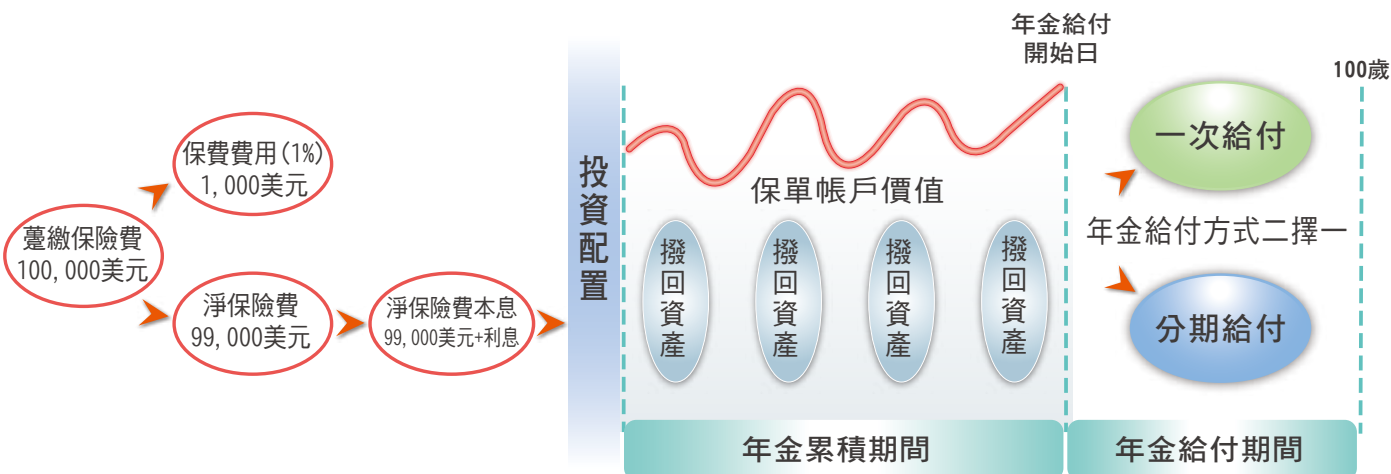 躉繳保險費
100,000美元
保費費用(1%)
1,000美元
淨保險費
99,000美元
淨保險費本息
99,000美元+利息
投資配置
保單帳戶價值
撥回資產
撥回資產
撥回資產
撥回資產
年金累積期間
年金給付
開始日
100歲
一次給付
年金給付方式二擇一
分期給付
年金給付期間